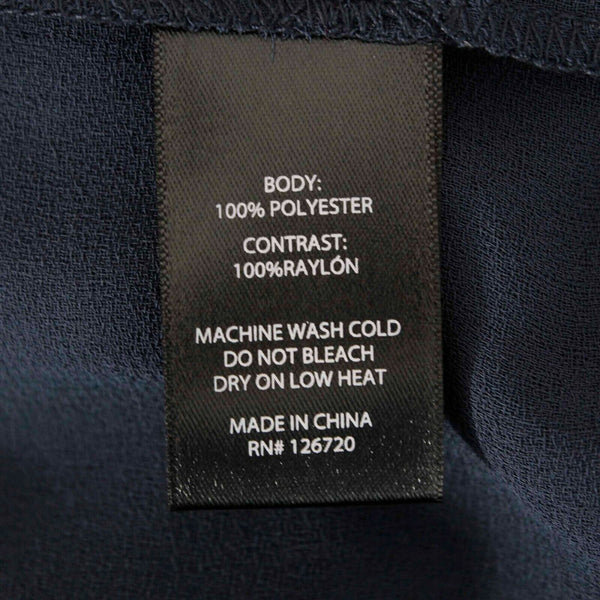 BODY:
100% POLYESTER
CONTRAST:
100%RAYLÓN
MACHINE WASH COLD
DO NOT BLEACH
DRY ON LOW HEAT
MADE IN CHINA
RN# 126720